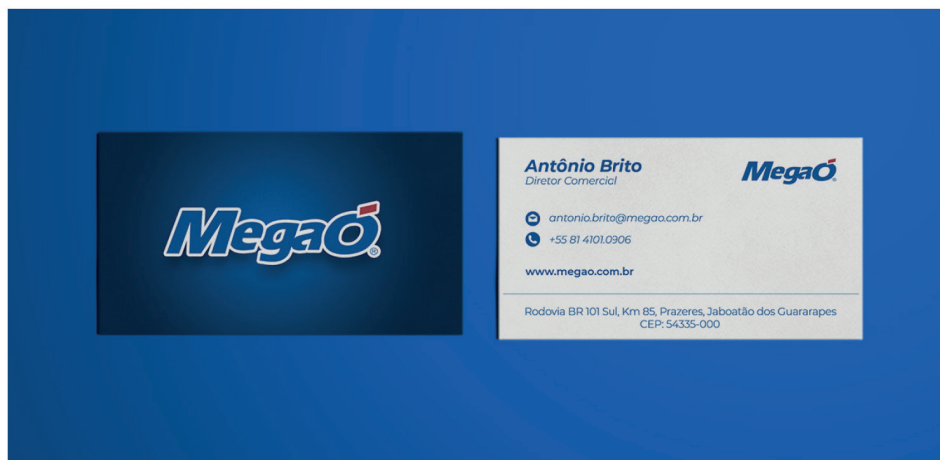 MegaÓ®
Antônio Brito
Diretor Comercial
MegaÓ
antonio.brito@megao.com.br
+55 81 4101.0906
www.megao.com.br
Rodovia BR 101 Sul, Km 85, Prazeres, Jaboatão dos Guararapes
CEP: 54335-000